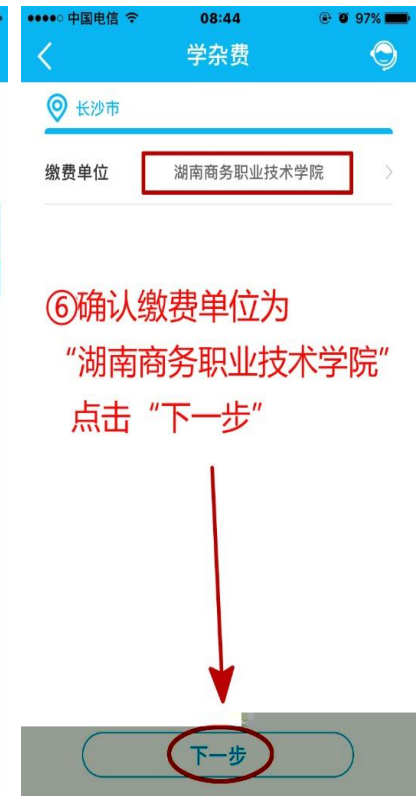 中国电信 08:44 97%
学杂费
长沙市
缴费单位 湖南商务职业技术学院
⑥确认缴费单位为
“湖南商务职业技术学院”
点击“下一步”
下一步